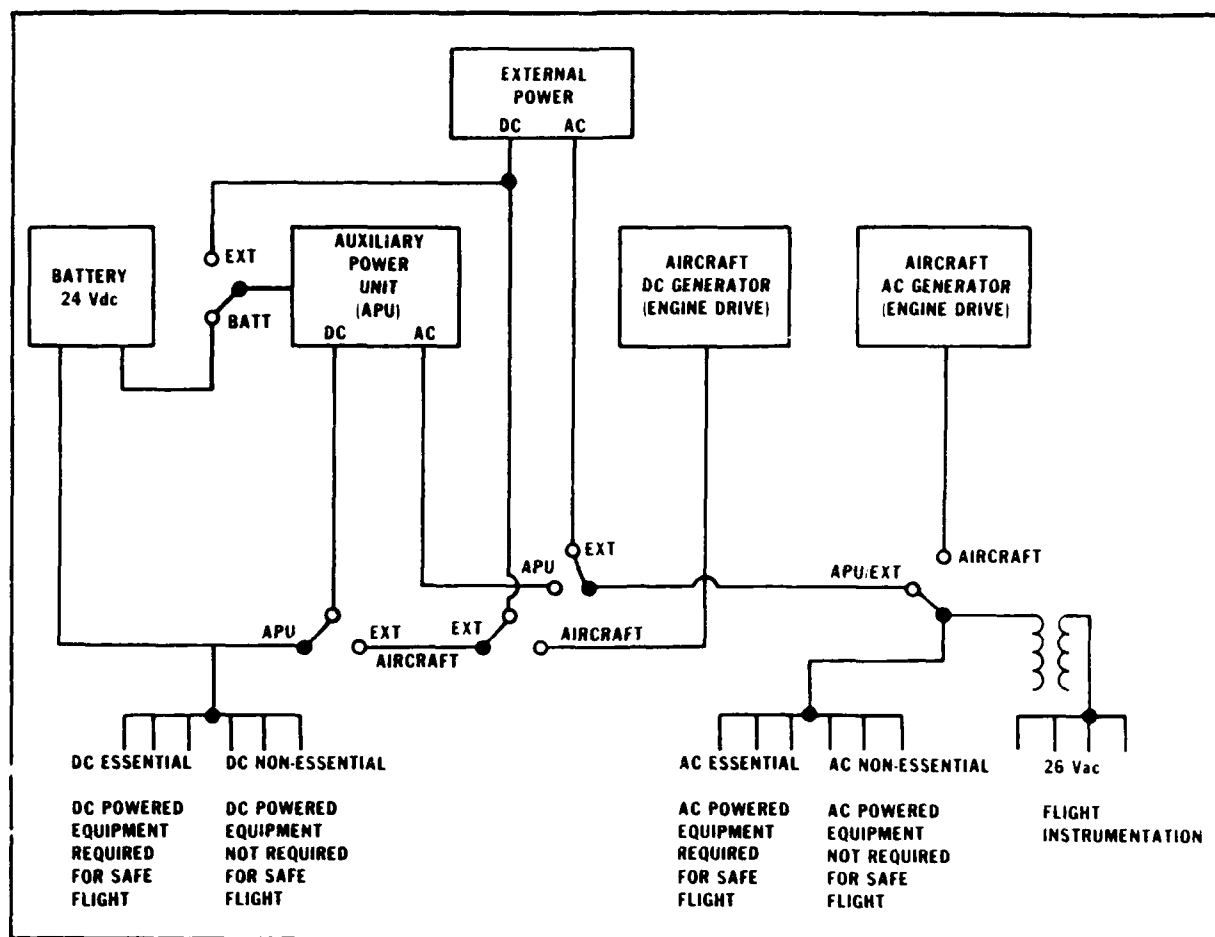 EXTERNAL
POWER
DC AC
EXT
BATTERY
24 Vdc
BATT
AUXILIARY
POWER
UNIT
(APU)
DC AC
AIRCRAFT
DC GENERATOR
(ENGINE DRIVE)
AIRCRAFT
AC GENERATOR
(ENGINE DRIVE)
EXT
APU
AIRCRAFT
APU/EXT
APU
EXT
AIRCRAFT
EXT
AIRCRAFT
DC ESSENTIAL
DC POWERED
EQUIPMENT
REQUIRED
FOR SAFE
FLIGHT
DC NON-ESSENTIAL
DC POWERED
EQUIPMENT
NOT REQUIRED
FOR SAFE
FLIGHT
AC ESSENTIAL
AC POWERED
EQUIPMENT
REQUIRED
FOR SAFE
FLIGHT
AC NON-ESSENTIAL
AC POWERED
EQUIPMENT
NOT REQUIRED
FOR SAFE
FLIGHT
26 Vac
FLIGHT
INSTRUMENTATION